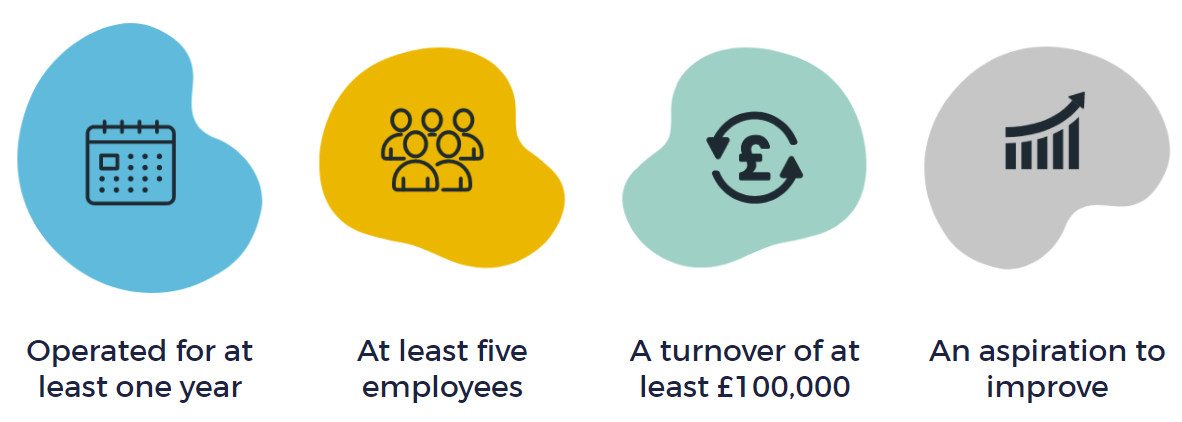 Operated for at
least one year
At least five
employees
A turnover of at
least £100,000
An aspiration to
improve